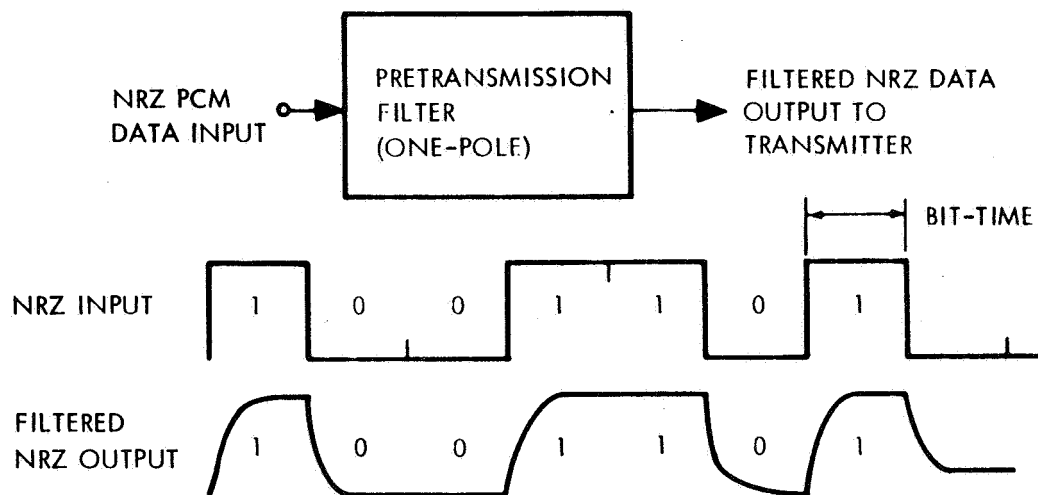 NRZ PCM
DATA INPUT
PRETRANSMISSION
FILTER
(ONE-POLE)
FILTERED NRZ DATA
OUTPUT TO
TRANSMITTER
BIT-TIME
NRZ INPUT
1 0 0 1 1 0 1
FILTERED
NRZ OUTPUT
1 0 0 1 1 0 1